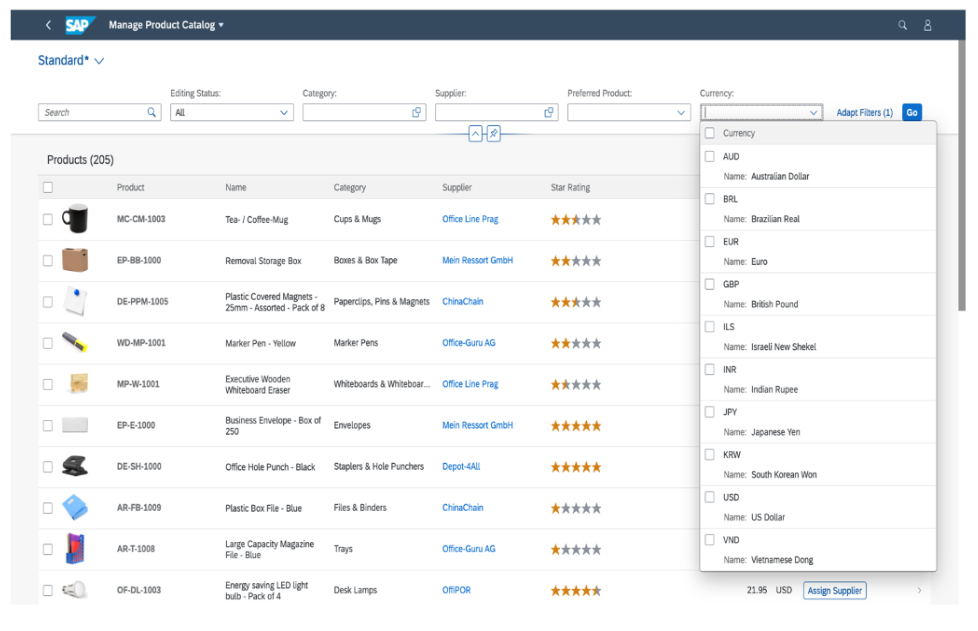 SAP Manage Product Catalog
Standard*
Editing Status: Category: Supplier: Preferred Product: Currency:
Search All Adapt Filters (1) Go
Products (205)
Product Name Category Supplier Star Rating
MC-CM-1003 Tea- / Coffee-Mug Cups & Mugs Office Line Prag
EP-BB-1000 Removal Storage Box Boxes & Box Tape Mein Ressort GmbH
DE-PPM-1005 Plastic Covered Magnets - Paperclips, Pins & Magnets ChinaChain
25mm - Assorted - Pack of 8
WD-MP-1001 Marker Pen - Yellow Marker Pens Office-Guru AG
MP-W-1001 Executive Wooden Whiteboards & Whiteboar... Office Line Prag
Whiteboard Eraser
EP-E-1000 Business Envelope - Box of Envelopes Mein Ressort GmbH
250
DE-SH-1000 Office Hole Punch - Black Staplers & Hole Punchers Depot-4All
AR-FB-1009 Plastic Box File - Blue Files & Binders ChinaChain
AR-T-1008 Large Capacity Magazine Trays Office-Guru AG
File - Blue
OF-DL-1003 Energy saving LED light Desk Lamps OffiPOR 21.95 USD Assign Supplier
bulb - Pack of 4
Currency
AUD
Name: Australian Dollar
BRL
Name: Brazilian Real
EUR
Name: Euro
GBP
Name: British Pound
ILS
Name: Israeli New Shekel
INR
Name: Indian Rupee
JPY
Name: Japanese Yen
KRW
Name: South Korean Won
USD
Name: US Dollar
VND
Name: Vietnamese Dong